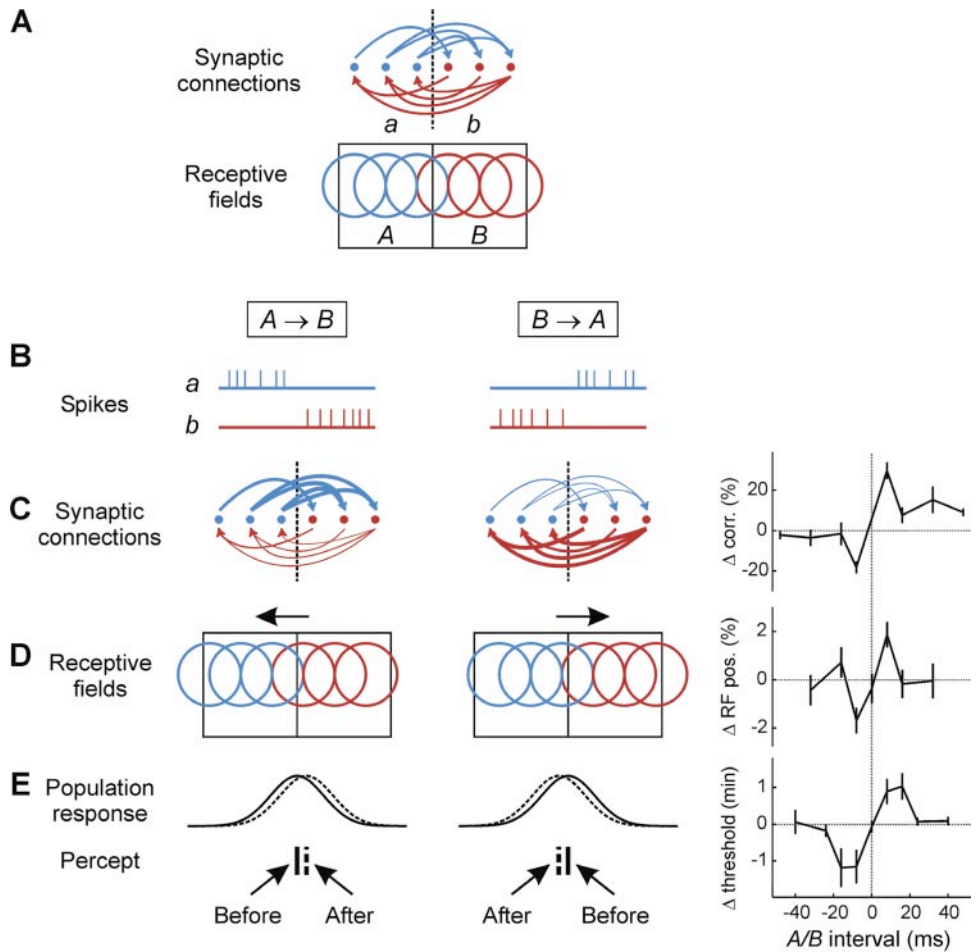 A
Synaptic
connections
a
b
Receptive
fields
A
B
A → B
B → A
B
Spikes
a
b
C
Synaptic
connections
Δ corr. (%)
20
0
-20
D
Receptive
fields
Δ RF pos. (%)
2
0
-2
E
Population
response
Percept
Before
After
After
Before
Δ threshold (min)
1
0
-1
-40 -20 0 20 40
A/B interval (ms)